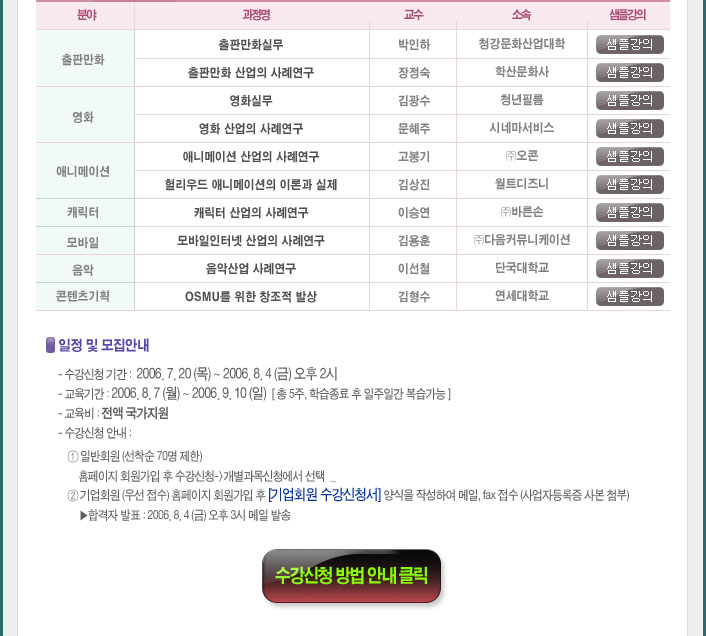 분야 과정명 교수 소속 샘플강의
출판만화 출판만화실무 박인하 청강문화산업대학 샘플강의
출판만화 산업의 사례연구 장정숙 학산문화사 샘플강의
영화 영화실무 김광수 청년필름 샘플강의
영화 산업의 사례연구 문혜주 시네마서비스 샘플강의
애니메이션 애니메이션 산업의 사례연구 고봉기 ㈜오콘 샘플강의
헐리우드 애니메이션의 이론과 실제 김상진 월트디즈니 샘플강의
캐릭터 캐릭터 산업의 사례연구 이승연 ㈜바른손 샘플강의
모바일 모바일인터넷 산업의 사례연구 김용훈 ㈜다음커뮤니케이션 샘플강의
음악 음악산업 사례연구 이선철 단국대학교 샘플강의
콘텐츠기획 OSMU를 위한 창조적 발상 김형수 연세대학교 샘플강의
일정 및 모집안내
- 수강신청 기간 : 2006. 7. 20 (목) ~ 2006. 8. 4 (금) 오후 2시
- 교육기간 : 2006. 8. 7 (월) ~ 2006. 9. 10 (일) [ 총 5주, 학습종료 후 일주일간 복습가능 ]
- 교육비 : 전액 국가지원
- 수강신청 안내 :
① 일반회원 (선착순 70명 제한)
홈페이지 회원가입 후 수강신청->개별과목신청에서 선택 _
② 기업회원 (우선 접수) 홈페이지 회원가입 후 [기업회원 수강신청서] 양식을 작성하여 메일, fax 접수 (사업자등록증 사본 첨부)
▶합격자 발표 : 2006. 8. 4 (금) 오후 3시 메일 발송
수강신청 방법 안내 클릭